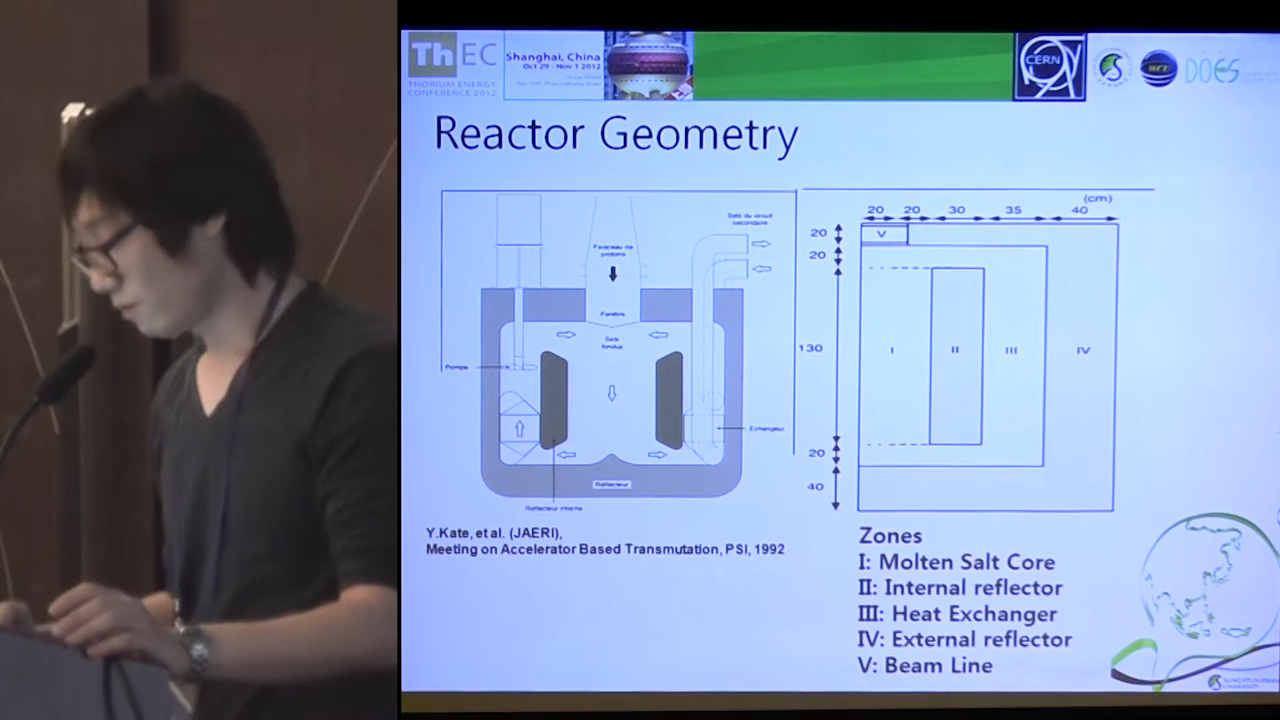 ThEC
THORIUM ENERGY
CONFERENCE 2012
Shanghai, China
Oct 29 - Nov 1 2012
CERN
WCU
DOES
Reactor Geometry
Faisceau de
protons
Sels du circuit
secondaire
Fenêtre
Sels
fondus
Pompe
Echangeur
Réflecteur
Réflecteur interne
(cm)
20 20 30 35 40
20
20
130
20
40
V
I
II
III
IV
Y.Kate, et al. (JAERI),
Meeting on Accelerator Based Transmutation, PSI, 1992
Zones
I: Molten Salt Core
II: Internal reflector
III: Heat Exchanger
IV: External reflector
V: Beam Line
UNIVERSITY